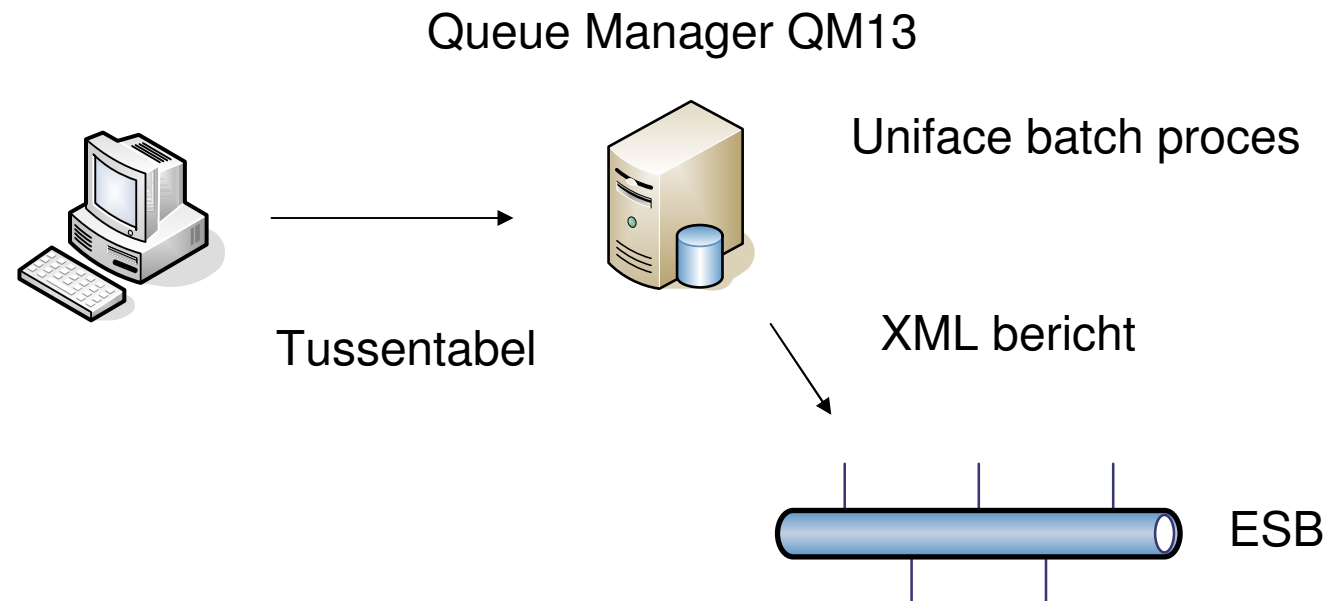 Queue Manager QM13
Uniface batch proces
Tussentabel
XML bericht
ESB